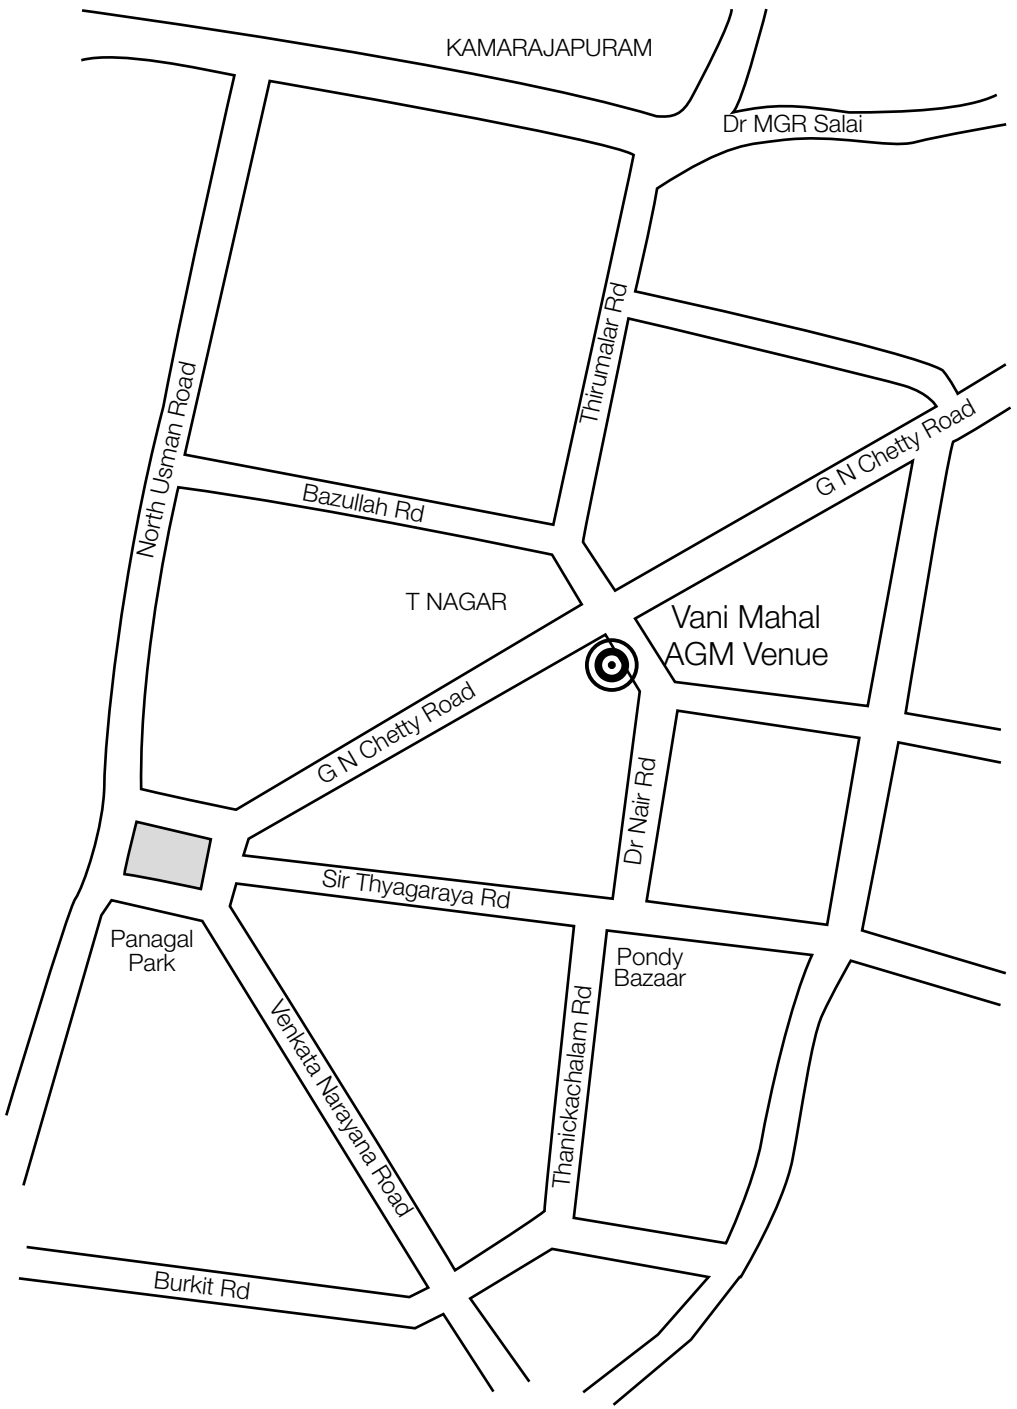 KAMARAJAPURAM
Dr MGR Salai
Thirumalar Rd
North Usman Road
G N Chetty Road
Bazullah Rd
T NAGAR
Vani Mahal
AGM Venue
G N Chetty Road
Dr Nair Rd
Sir Thyagaraya Rd
Panagal
Park
Pondy
Bazaar
Venkata Narayana Road
Thanickachalam Rd
Burkit Rd